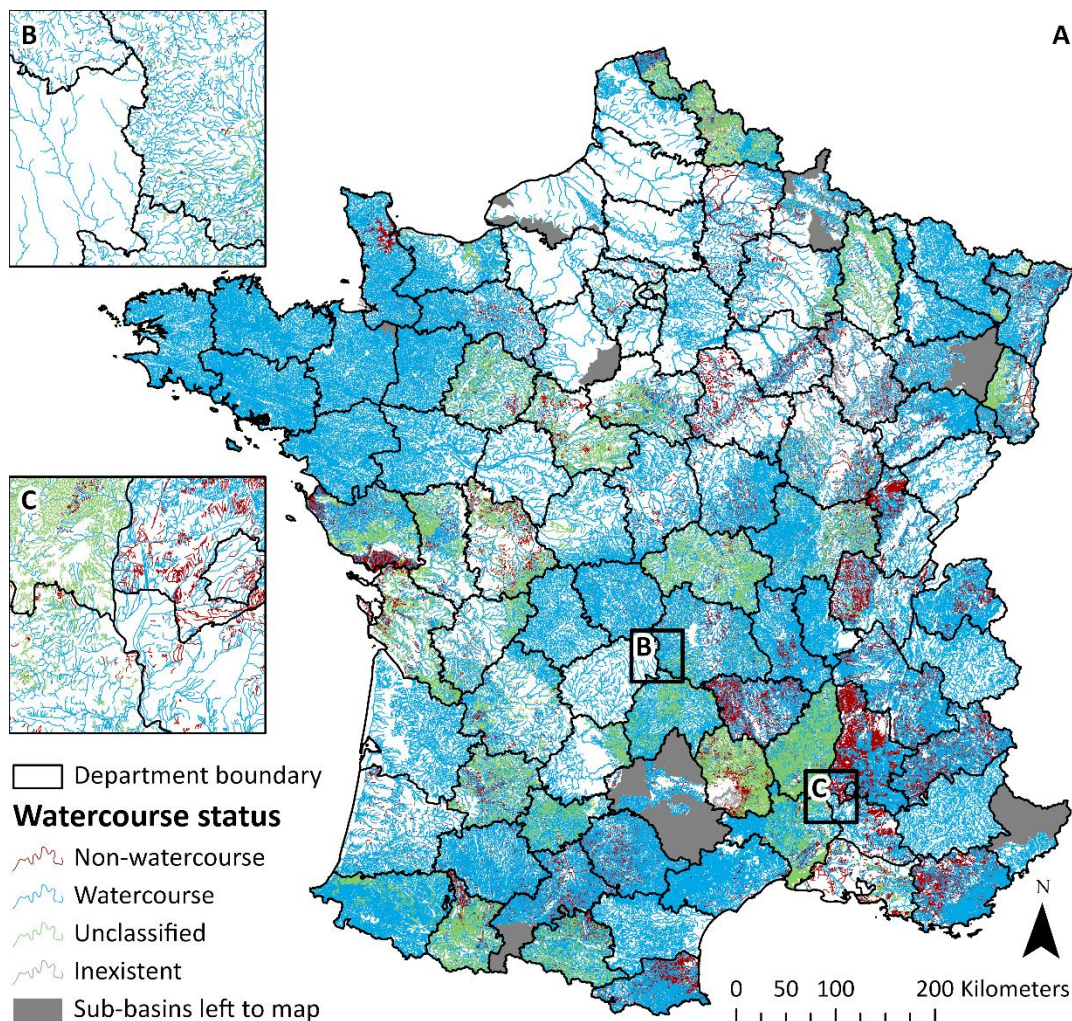 B
A
C
B
C
Department boundary
Watercourse status
Non-watercourse
Watercourse
Unclassified
Inexistent
Sub-basins left to map
N
0 50 100 200 Kilometers